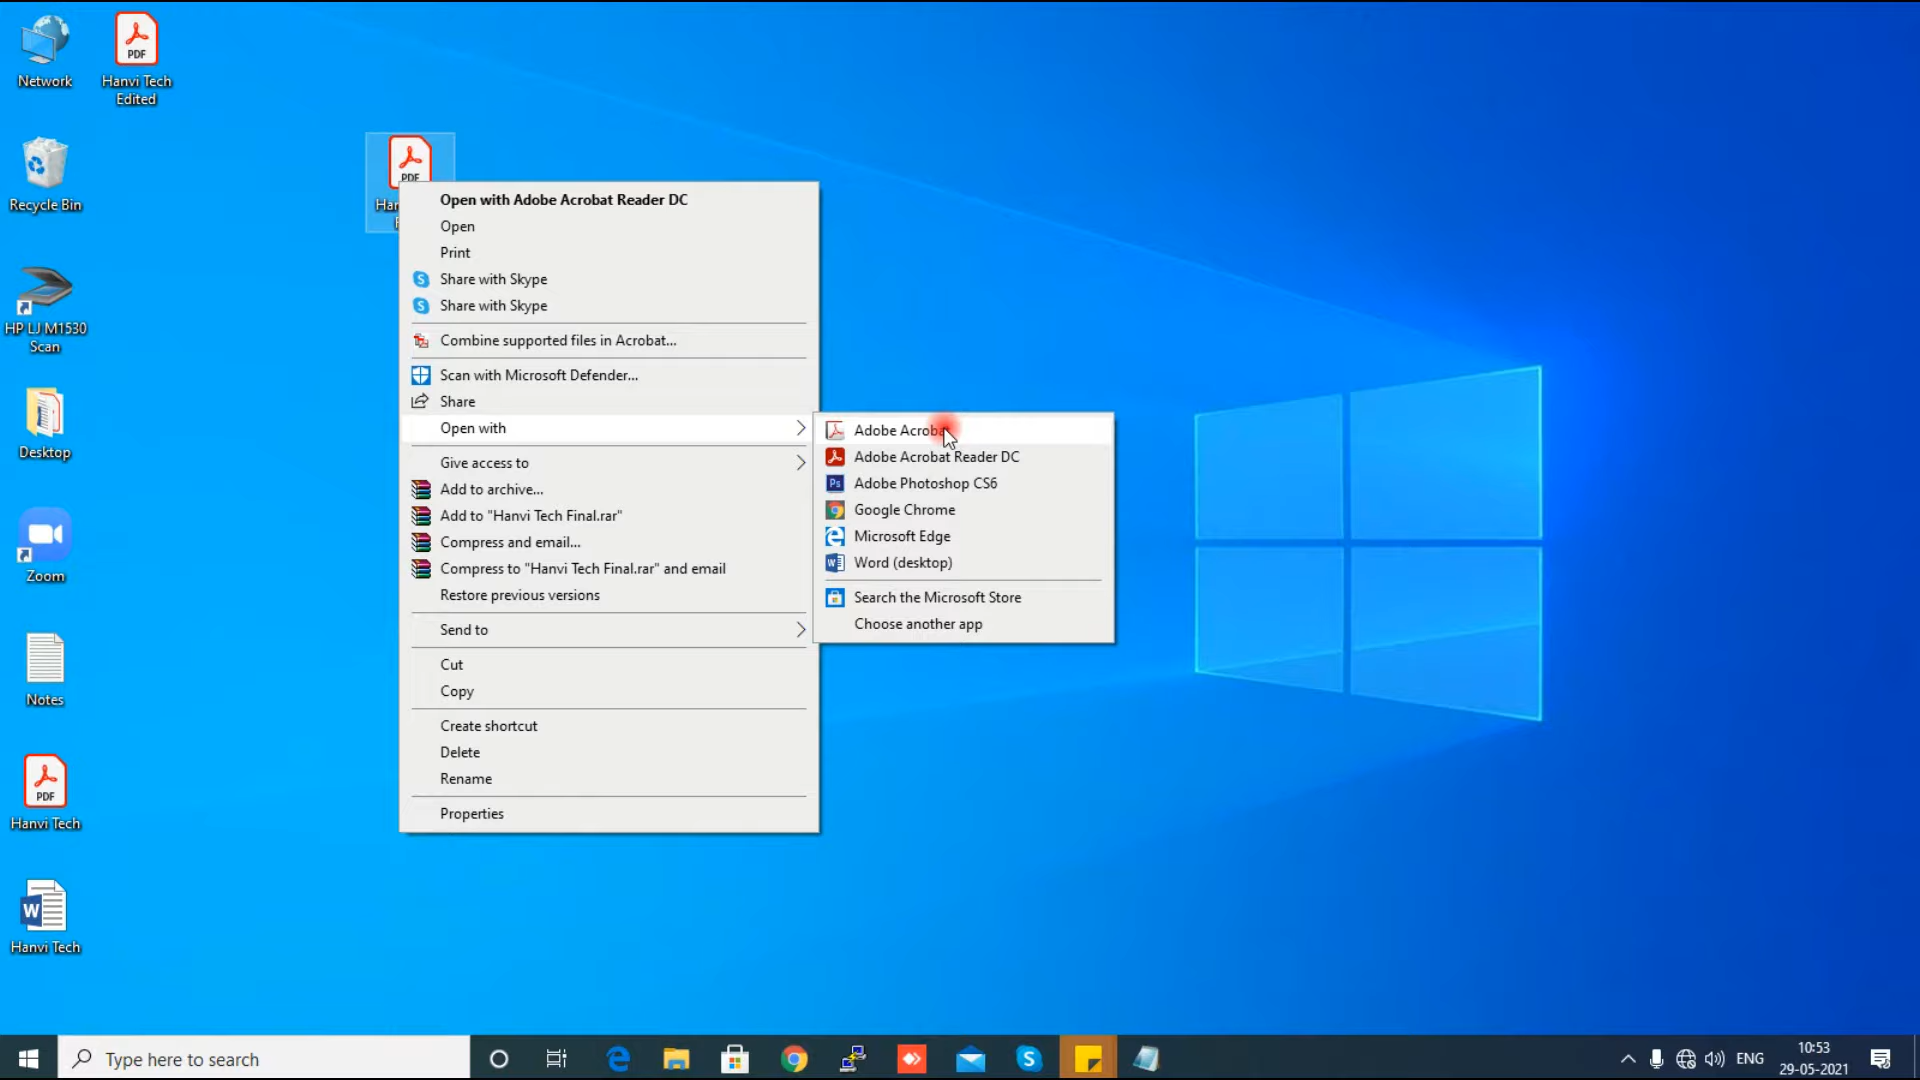 Network
PDF
Hanvi Tech
Edited
Recycle Bin
HP LJ M1530
Scan
Desktop
Zoom
Notes
PDF
Hanvi Tech
W
Hanvi Tech
PDF
Open with Adobe Acrobat Reader DC
Open
Print
Share with Skype
Share with Skype
Combine supported files in Acrobat...
Scan with Microsoft Defender...
Share
Open with
Give access to
Add to archive...
Add to "Hanvi Tech Final.rar"
Compress and email...
Compress to "Hanvi Tech Final.rar" and email
Restore previous versions
Send to
Cut
Copy
Create shortcut
Delete
Rename
Properties
Adobe Acrobat
Adobe Acrobat Reader DC
Ps Adobe Photoshop CS6
Google Chrome
Microsoft Edge
Word (desktop)
Search the Microsoft Store
Choose another app
Type here to search
ENG
10:53
29-05-2021